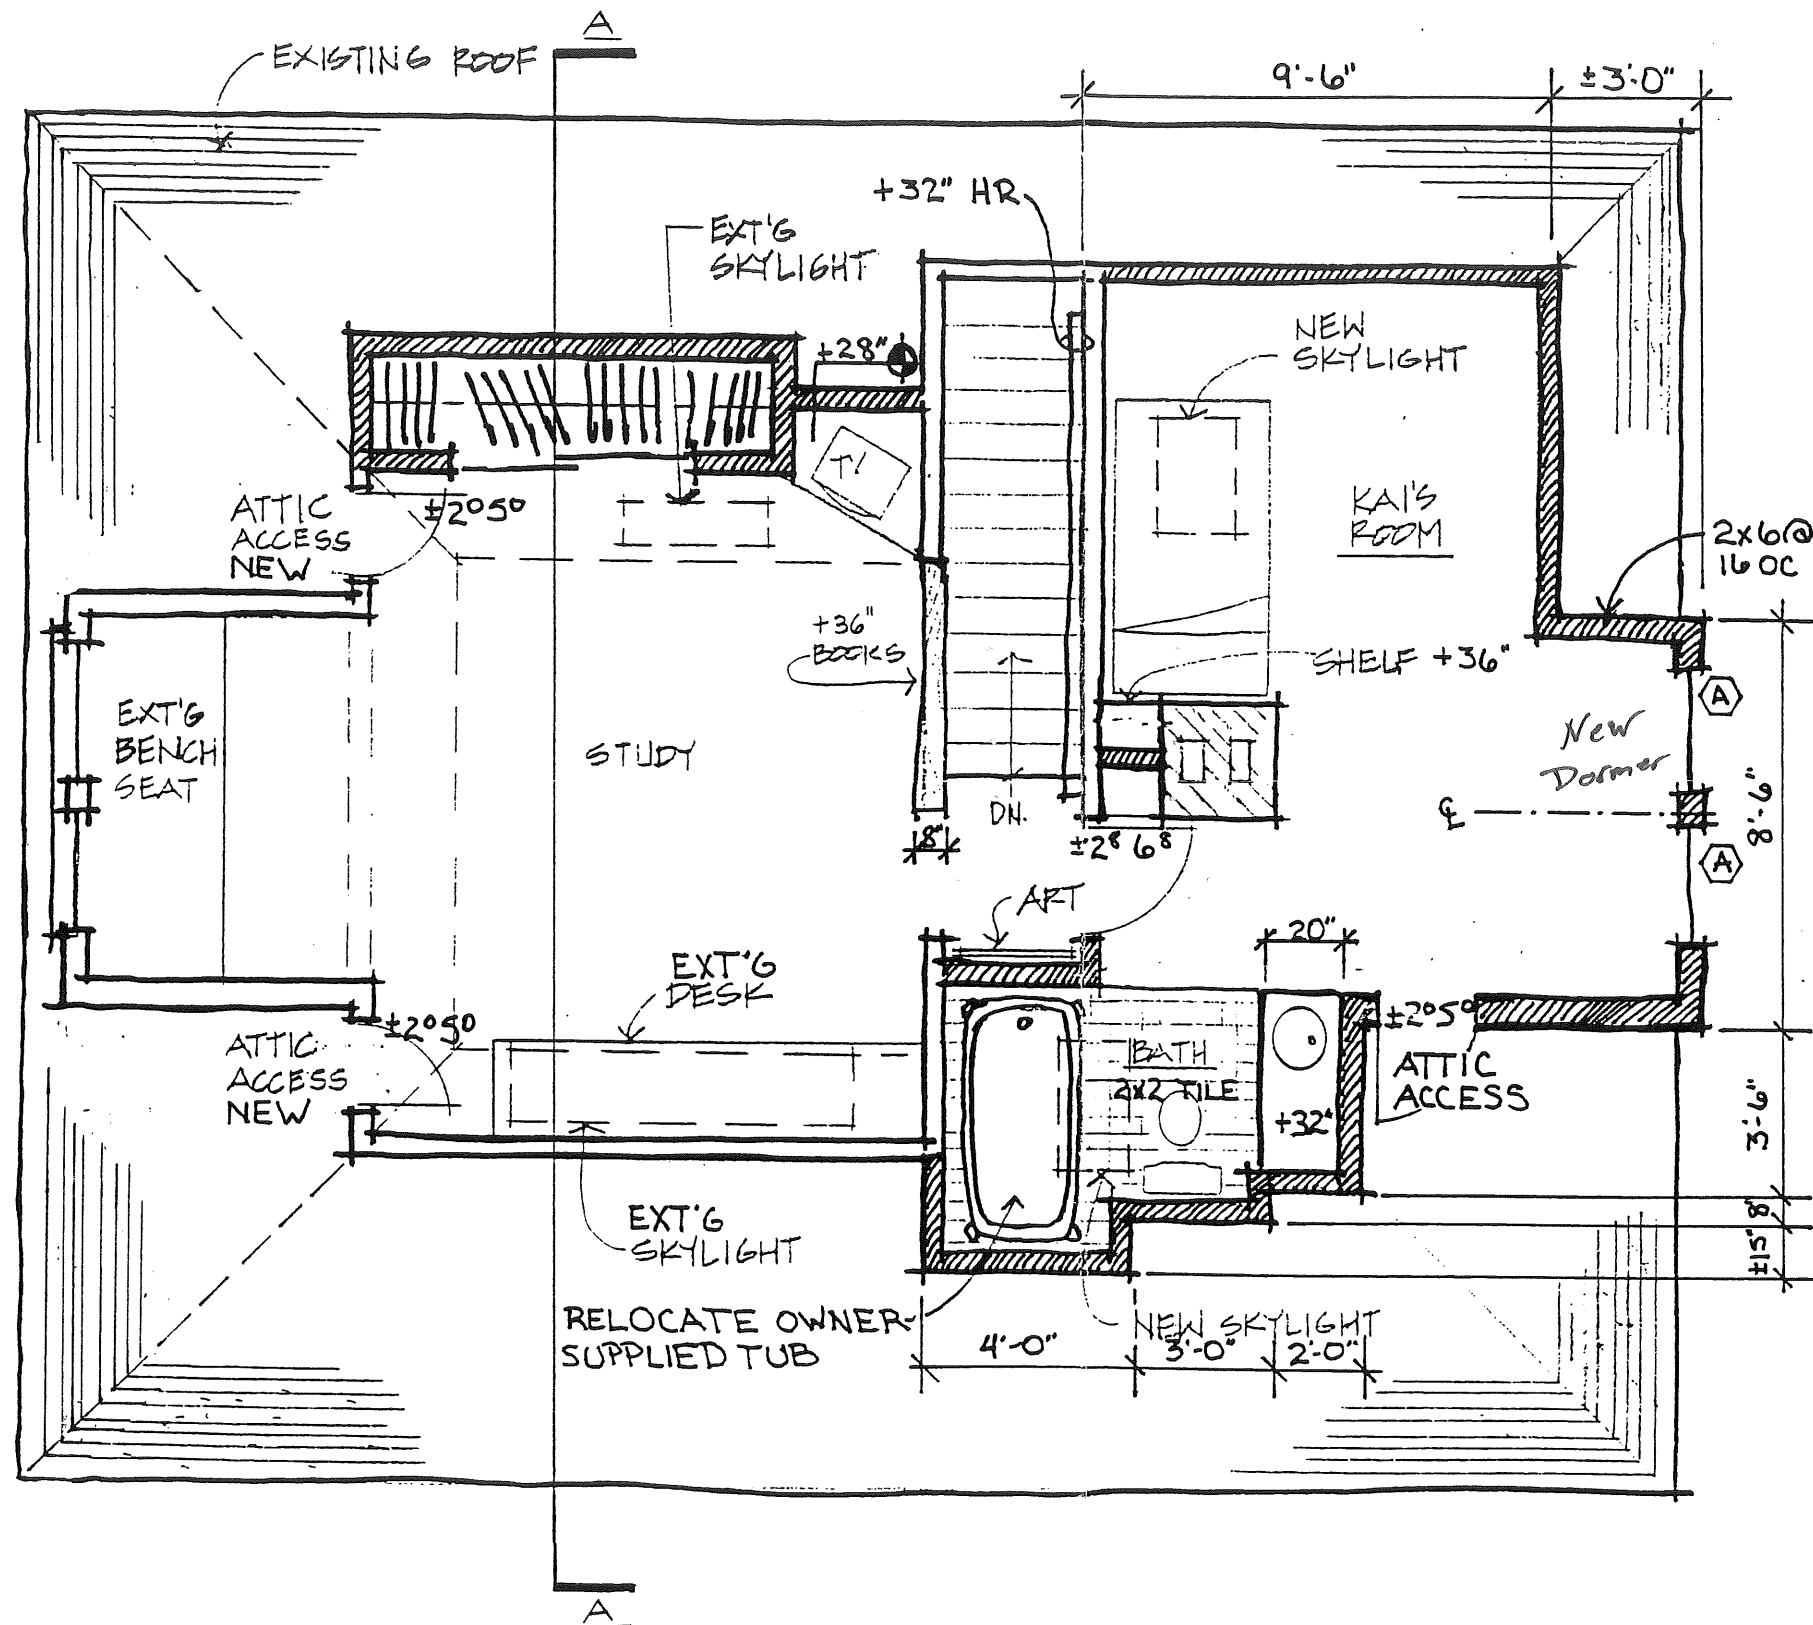 A
EXISTING ROOF
9'-6"
±3'-0"
+32" HR
EXT'G
SKYLIGHT
NEW
SKYLIGHT
+28"
TV
KAI'S
ROOM
2x6@
16 OC
ATTIC
ACCESS
NEW
±2⁰5⁰
+36"
BOOKS
SHELF +36"
A
EXT'G
BENCH
SEAT
STUDY
New
Dormer
DN.
℄
8'-6"
8"
±2⁸ 6⁸
A
ART
20"
EXT'G
DESK
±2⁰5⁰
±2⁰5⁰
ATTIC
ACCESS
NEW
BATH
2x2 TILE
+32"
ATTIC
ACCESS
3'-6"
8"
±15"
EXT'G
SKYLIGHT
RELOCATE OWNER-
SUPPLIED TUB
NEW SKYLIGHT
4'-0"
3'-0"
2'-0"
A